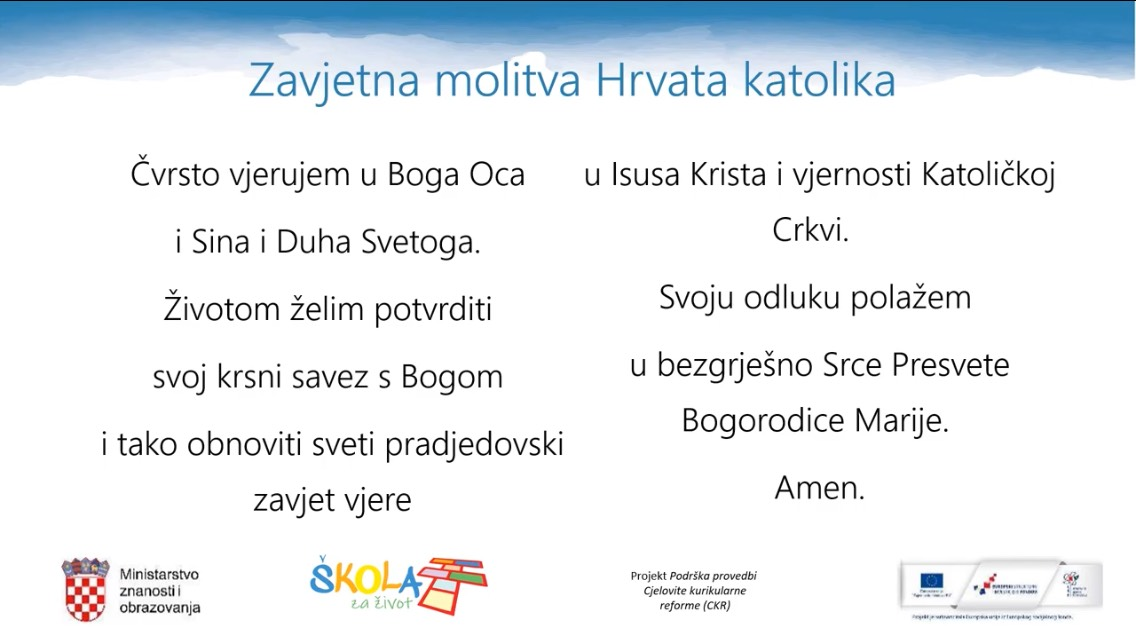 Zavjetna molitva Hrvata katolika
Čvrsto vjerujem u Boga Oca
i Sina i Duha Svetoga.
Životom želim potvrditi
svoj krsni savez s Bogom
i tako obnoviti sveti pradjedovski
zavjet vjere
u Isusa Krista i vjernosti Katoličkoj
Crkvi.
Svoju odluku polažem
u bezgrješno Srce Presvete
Bogorodice Marije.
Amen.
Ministarstvo
znanosti i
obrazovanja
ŠKOLA
za život
Projekt Podrška provedbi
Cjelovite kurikularne
reforme (CKR)